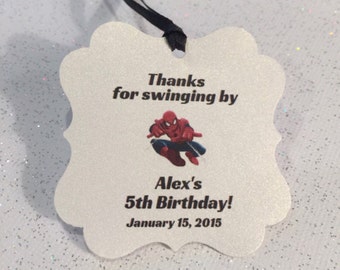 Thanks
for swinging by
Alex's
5th Birthday!
January 15, 2015